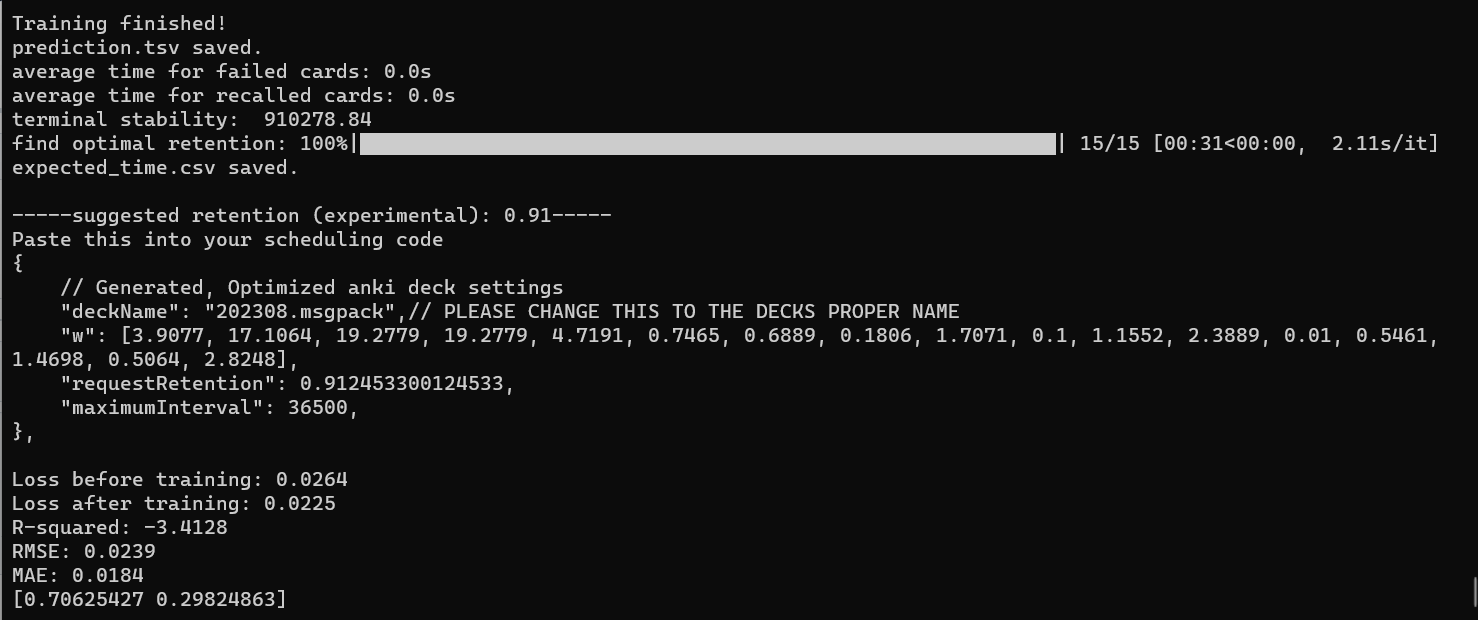 Training finished!
prediction.tsv saved.
average time for failed cards: 0.0s
average time for recalled cards: 0.0s
terminal stability:  910278.84
find optimal retention: 100%|██████████| 15/15 [00:31<00:00,  2.11s/it]
expected_time.csv saved.

-----suggested retention (experimental): 0.91-----
Paste this into your scheduling code
{
    // Generated, Optimized anki deck settings
    "deckName": "202308.msgpack",// PLEASE CHANGE THIS TO THE DECKS PROPER NAME
    "w": [3.9077, 17.1064, 19.2779, 19.2779, 4.7191, 0.7465, 0.6889, 0.1806, 1.7071, 0.1, 1.1552, 2.3889, 0.01, 0.5461,
1.4698, 0.5064, 2.8248],
    "requestRetention": 0.912453300124533,
    "maximumInterval": 36500,
},

Loss before training: 0.0264
Loss after training: 0.0225
R-squared: -3.4128
RMSE: 0.0239
MAE: 0.0184
[0.70625427 0.29824863]